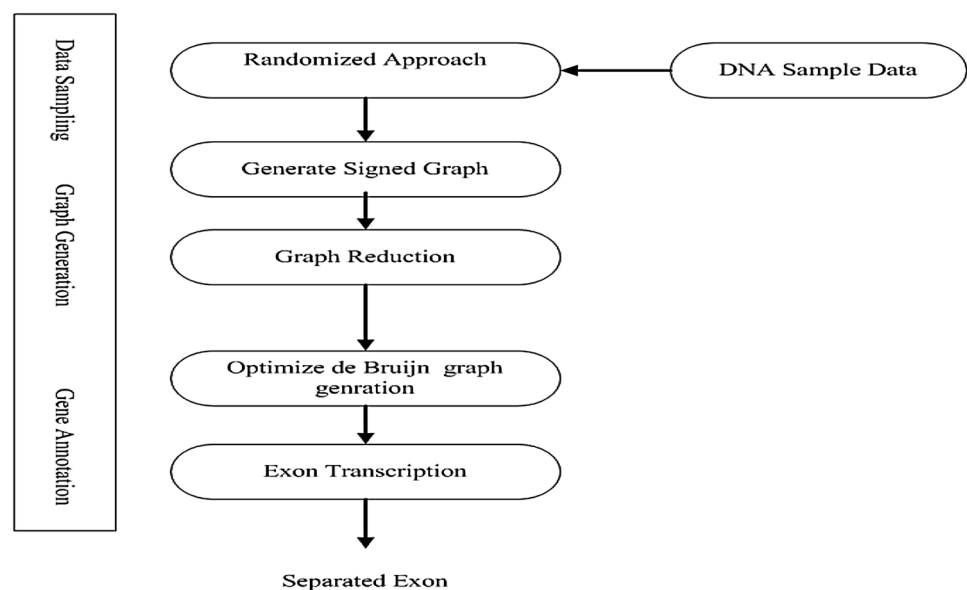 Data Sampling
Graph Generation
Gene Annotation
Randomized Approach
DNA Sample Data
Generate Signed Graph
Graph Reduction
Optimize de Bruijn graph
genration
Exon Transcription
Separated Exon